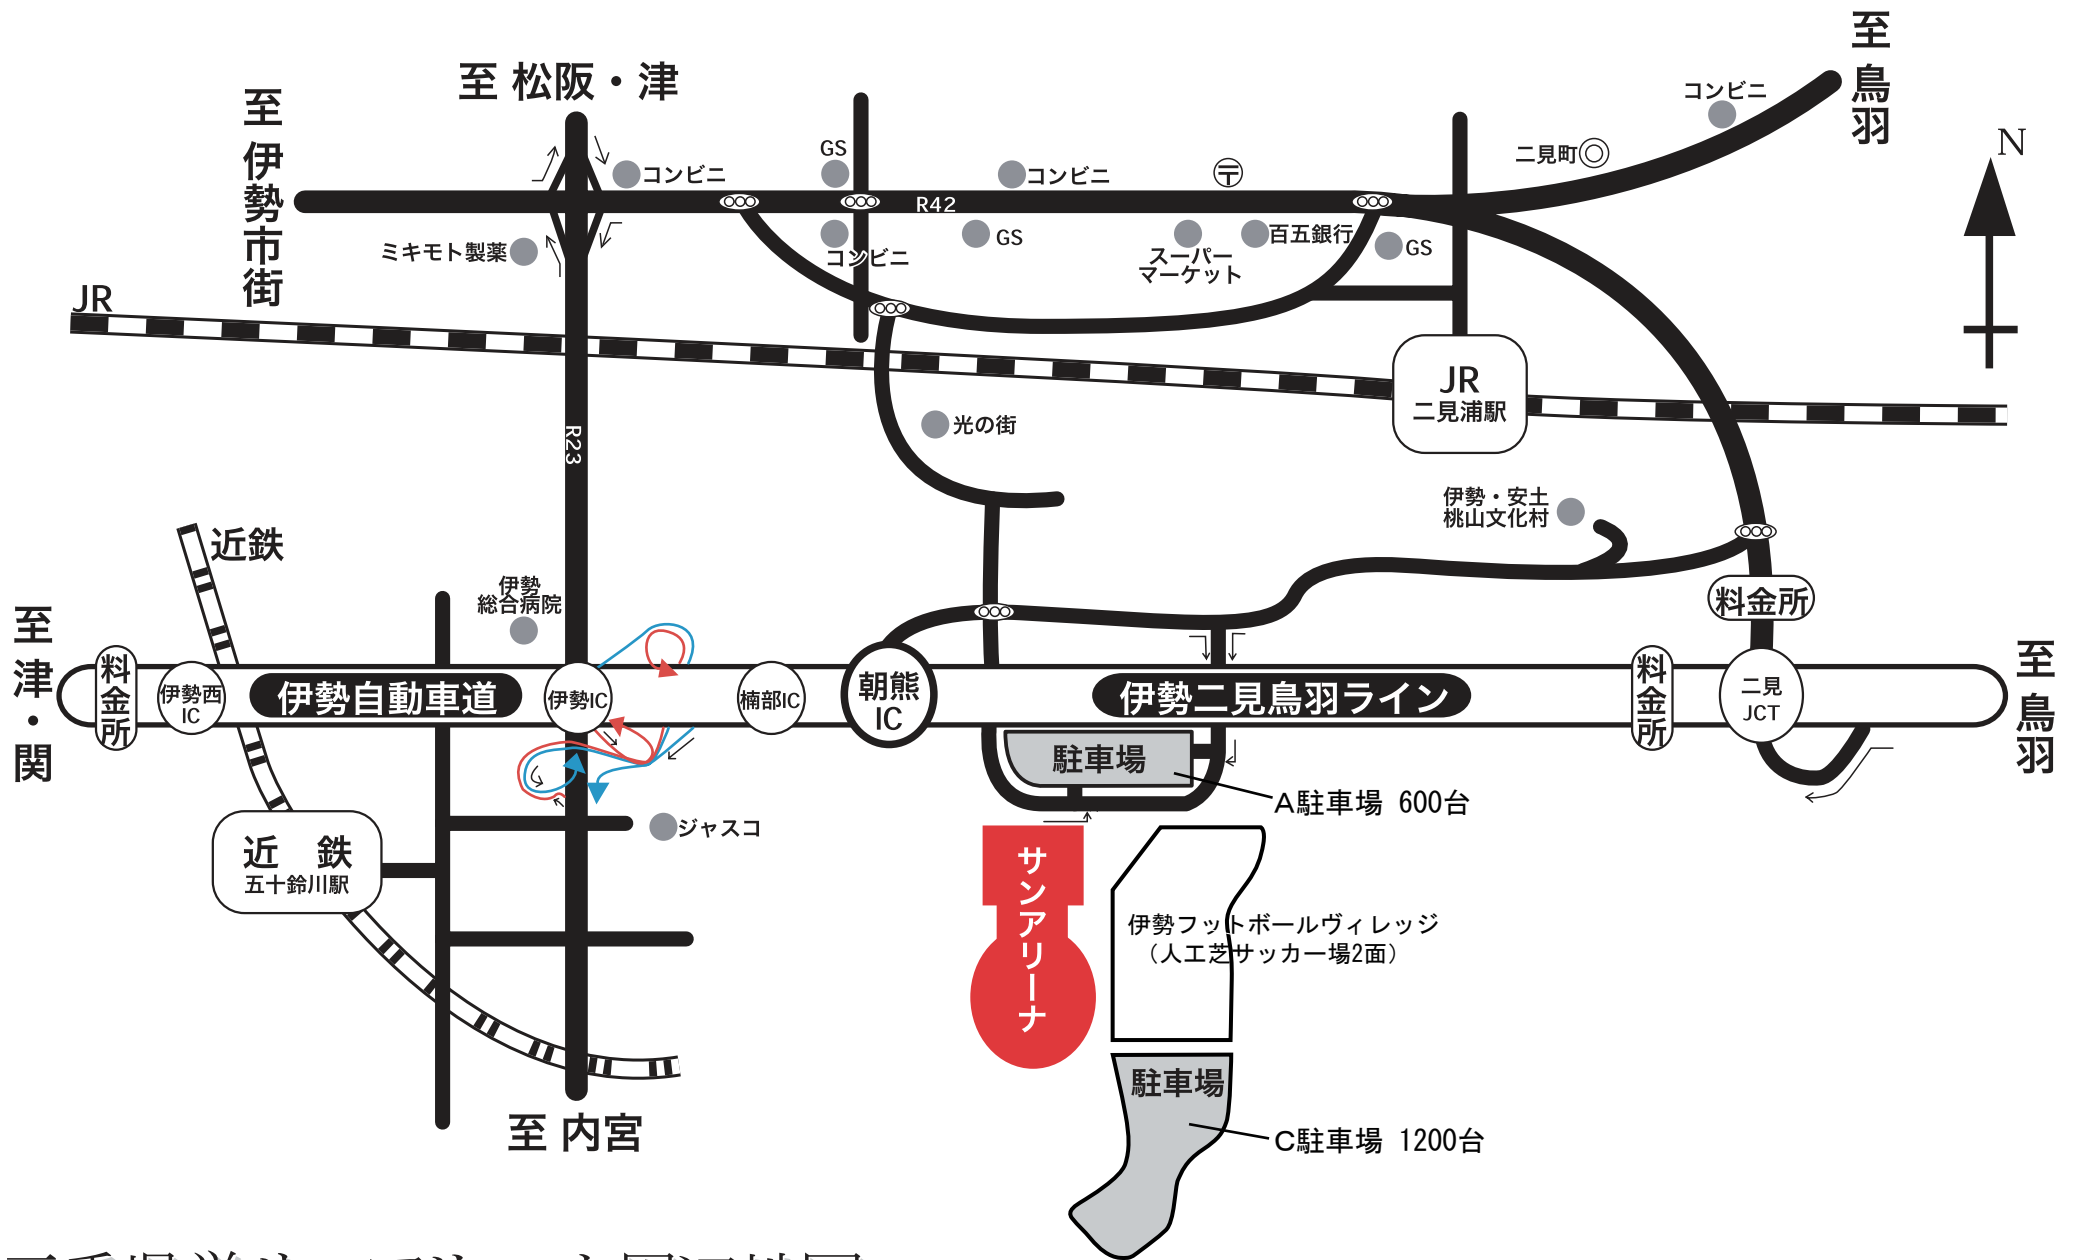 至 鳥羽
至 松阪・津
至 伊勢市街
コンビニ
N
GS
コンビニ
コンビニ
〒
二見町
R42
ミキモト製薬
コンビニ
GS
スーパー
マーケット
百五銀行
GS
JR
JR
二見浦駅
R23
光の街
伊勢・安土
桃山文化村
近鉄
伊勢
総合病院
料金所
至 津・関
料金所
伊勢西
IC
伊勢自動車道
伊勢IC
楠部IC
朝熊
IC
伊勢二見鳥羽ライン
料金所
二見
JCT
至 鳥羽
駐車場
A駐車場 600台
ジャスコ
近 鉄
五十鈴川駅
サンアリーナ
伊勢フットボールヴィレッジ
（人工芝サッカー場2面）
駐車場
C駐車場 1200台
至 内宮